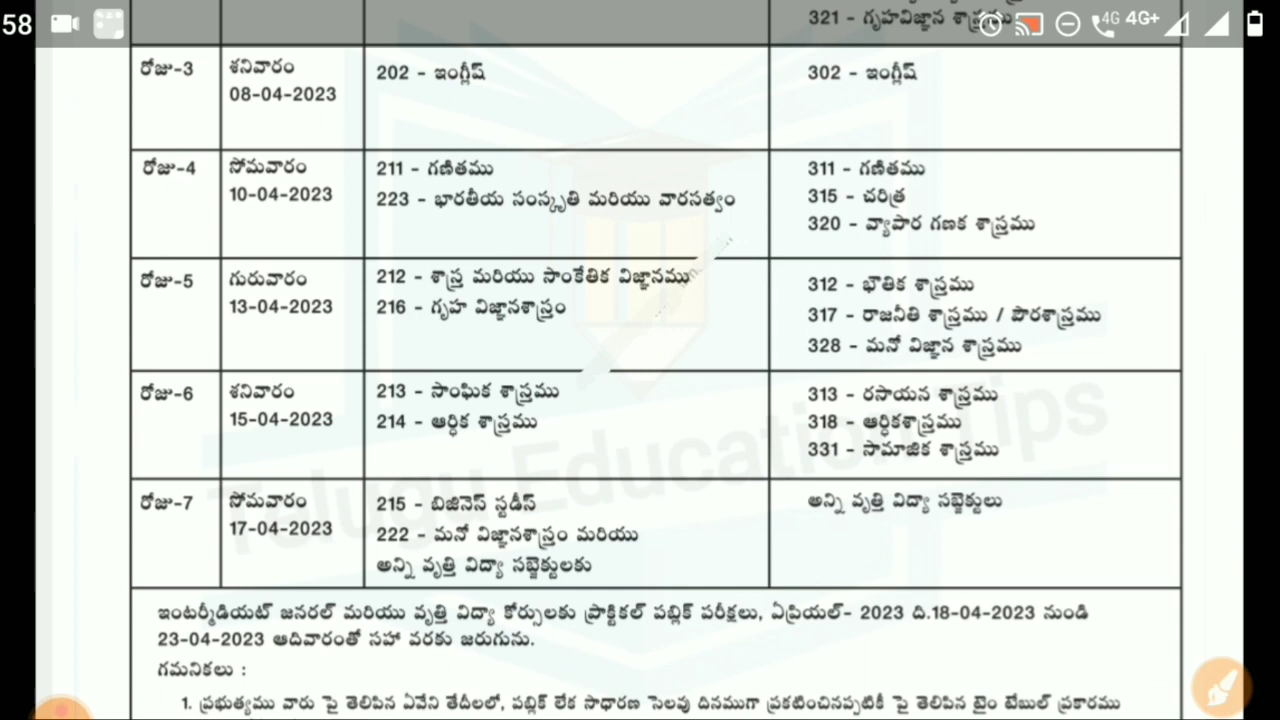 58
4G 4G+
321 - గృహవిజ్ఞాన శాస్త్రము
రోజు-3
శనివారం
08-04-2023
202 - ఇంగ్లీష్
302 - ఇంగ్లీష్
రోజు-4
సోమవారం
10-04-2023
211 - గణితము
223 - భారతీయ సంస్కృతి మరియు వారసత్వం
311 - గణితము
315 - చరిత్ర
320 - వ్యాపార గణక శాస్త్రము
రోజు-5
గురువారం
13-04-2023
212 - శాస్త్ర మరియు సాంకేతిక విజ్ఞానము
216 - గృహ విజ్ఞానశాస్త్రం
312 - భౌతిక శాస్త్రము
317 - రాజనీతి శాస్త్రము / పౌరశాస్త్రము
328 - మనో విజ్ఞాన శాస్త్రము
రోజు-6
శనివారం
15-04-2023
213 - సాంఘిక శాస్త్రము
214 - ఆర్థిక శాస్త్రము
313 - రసాయన శాస్త్రము
318 - ఆర్థికశాస్త్రము
331 - సామాజిక శాస్త్రము
రోజు-7
సోమవారం
17-04-2023
215 - బిజినెస్ స్టడీస్
222 - మనో విజ్ఞానశాస్త్రం మరియు
అన్ని వృత్తి విద్యా సబ్జెక్టులకు
అన్ని వృత్తి విద్యా సబ్జెక్టులు
Telugu Education Tips
ఇంటర్మీడియట్ జనరల్ మరియు వృత్తి విద్యా కోర్సులకు ప్రాక్టికల్ పబ్లిక్ పరీక్షలు, ఏప్రియల్- 2023 ది.18-04-2023 నుండి
23-04-2023 ఆదివారంతో సహా వరకు జరుగును.
గమనికలు :
1. ప్రభుత్వము వారు పై తెలిపిన ఏవేని తేదీలలో, పబ్లిక్ లేక సాధారణ సెలవు దినముగా ప్రకటించినప్పటికీ పై తెలిపిన టైం టేబుల్ ప్రకారము